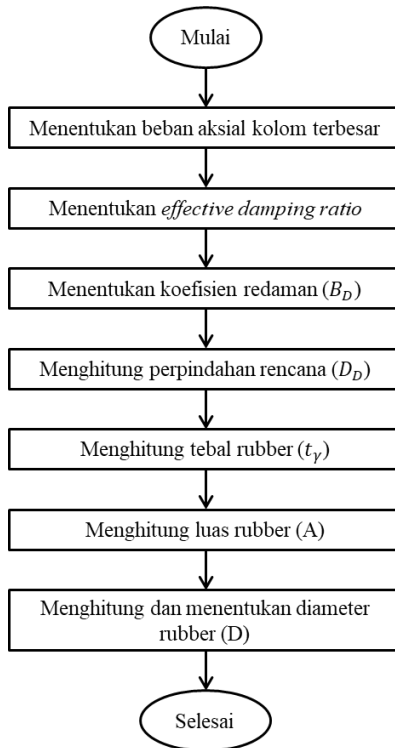 Mulai
Menentukan beban aksial kolom terbesar
Menentukan effective damping ratio
Menentukan koefisien redaman (B_D)
Menghitung perpindahan rencana (D_D)
Menghitung tebal rubber (t_γ)
Menghitung luas rubber (A)
Menghitung dan menentukan diameter
rubber (D)
Selesai